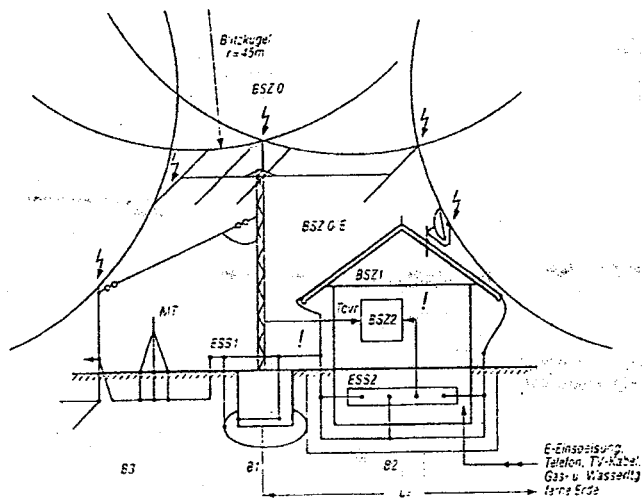 Blitzkugel
r = 45m
BSZ 0
BSZ 0/E
BSZ1
MT
ESS1
!
Tcvr
BSZ2
!
ESS2
E-Einspeisung,
Telefon, TV-Kabel,
Gas- u. Wasserltg.
ferne Erde
B3
B1
B2